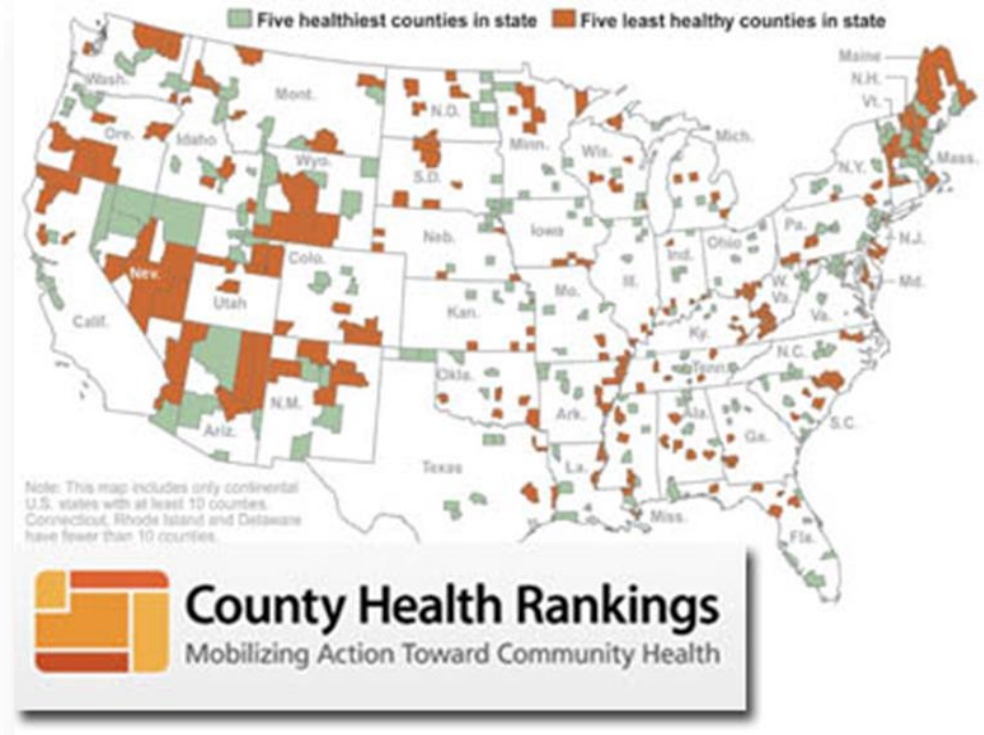 Five healthiest counties in state
Five least healthy counties in state
Maine
N.H.
Vt.
Wash.
Mont.
N.D.
Minn.
Mich.
Ore.
Idaho
Wis.
N.Y.
Mass.
Wyo.
S.D.
Iowa
Pa.
Neb.
Ohio
N.J.
Nev.
Colo.
Ill.
Ind.
Md.
Utah
W.
Va.
Calif.
Kan.
Mo.
Va.
Ky.
N.C.
Tenn.
Okla.
Ariz.
N.M.
Ark.
Ala.
Ga.
S.C.
Texas
La.
Miss.
Fla.
Note: This map includes only continental
U.S. states with at least 10 counties.
Connecticut, Rhode Island and Delaware
have fewer than 10 counties.
County Health Rankings
Mobilizing Action Toward Community Health